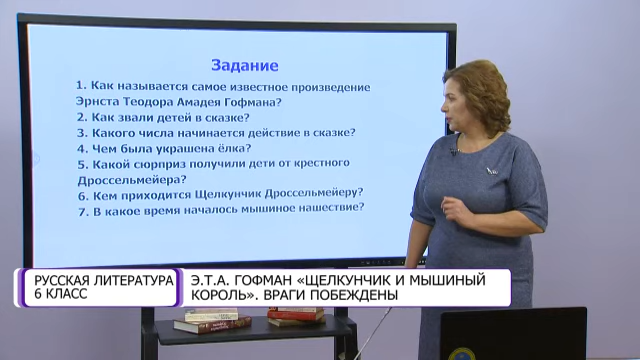 Задание
1. Как называется самое известное произведение
Эрнста Теодора Амадея Гофмана?
2. Как звали детей в сказке?
3. Какого числа начинается действие в сказке?
4. Чем была украшена ёлка?
5. Какой сюрприз получили дети от крестного
Дроссельмейера?
6. Кем приходится Щелкунчик Дроссельмейеру?
7. В какое время началось мышиное нашествие?
РУССКАЯ ЛИТЕРАТУРА
6 КЛАСС
Э.Т.А. ГОФМАН «ЩЕЛКУНЧИК И МЫШИНЫЙ
КОРОЛЬ». ВРАГИ ПОБЕЖДЕНЫ